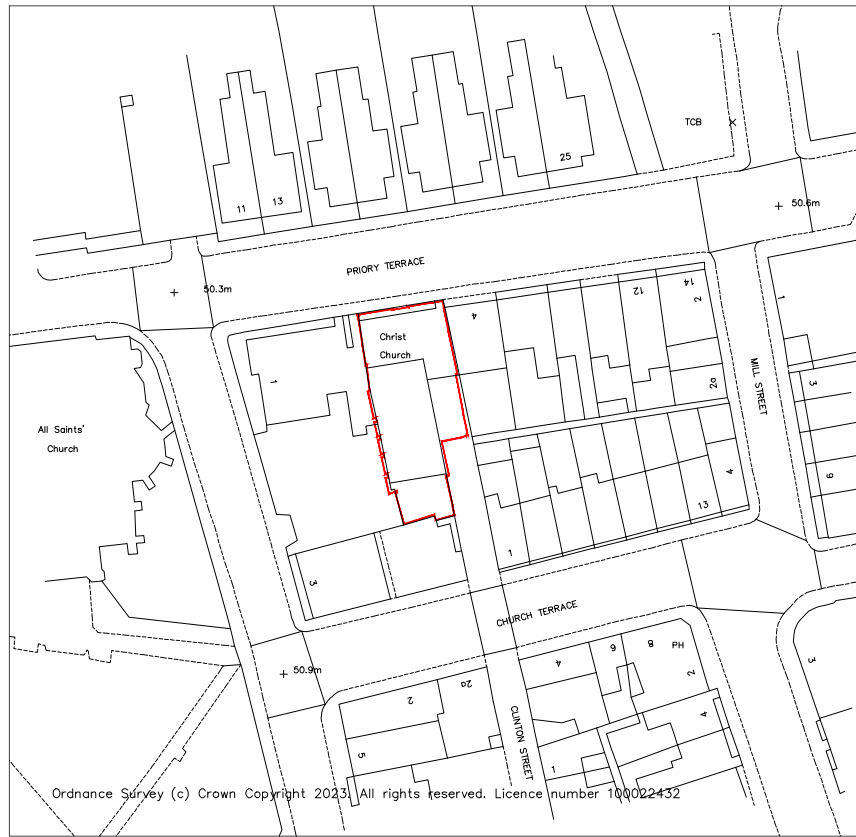 TCB
25
11
13
50.6m
PRIORY TERRACE
50.3m
12
14
2
1
4
Christ
Church
1
MILL STREET
2a
3
All Saints'
Church
4
9
13
1
3
CHURCH TERRACE
50.9m
4
6
8
PH
2
3
2a
2
4
CLINTON STREET
5
1
Ordnance Survey (c) Crown Copyright 2023. All rights reserved. Licence number 100022432